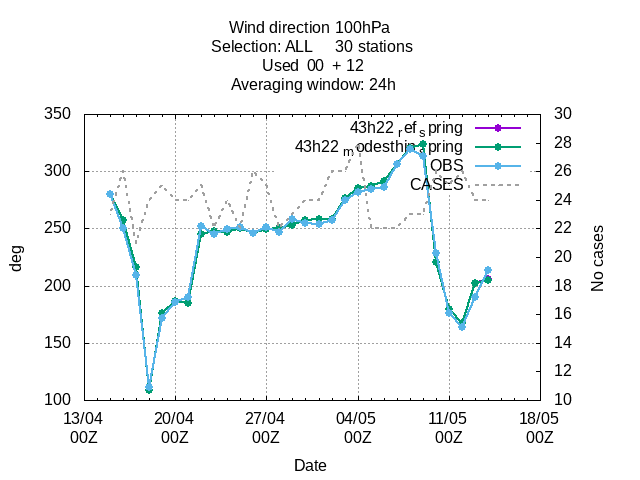 Wind direction 100hPa
Selection: ALL 30 stations
Used 00 + 12
Averaging window: 24h
350 30
43h22 ref spring
28
43h22 modesthip spring
300 OBS 26
CASES
24
250 22
deg
No cases
20
200 18
16
150 14
12
100 10
13/04 20/04 27/04 04/05 11/05 18/05
00Z 00Z 00Z 00Z 00Z 00Z
Date